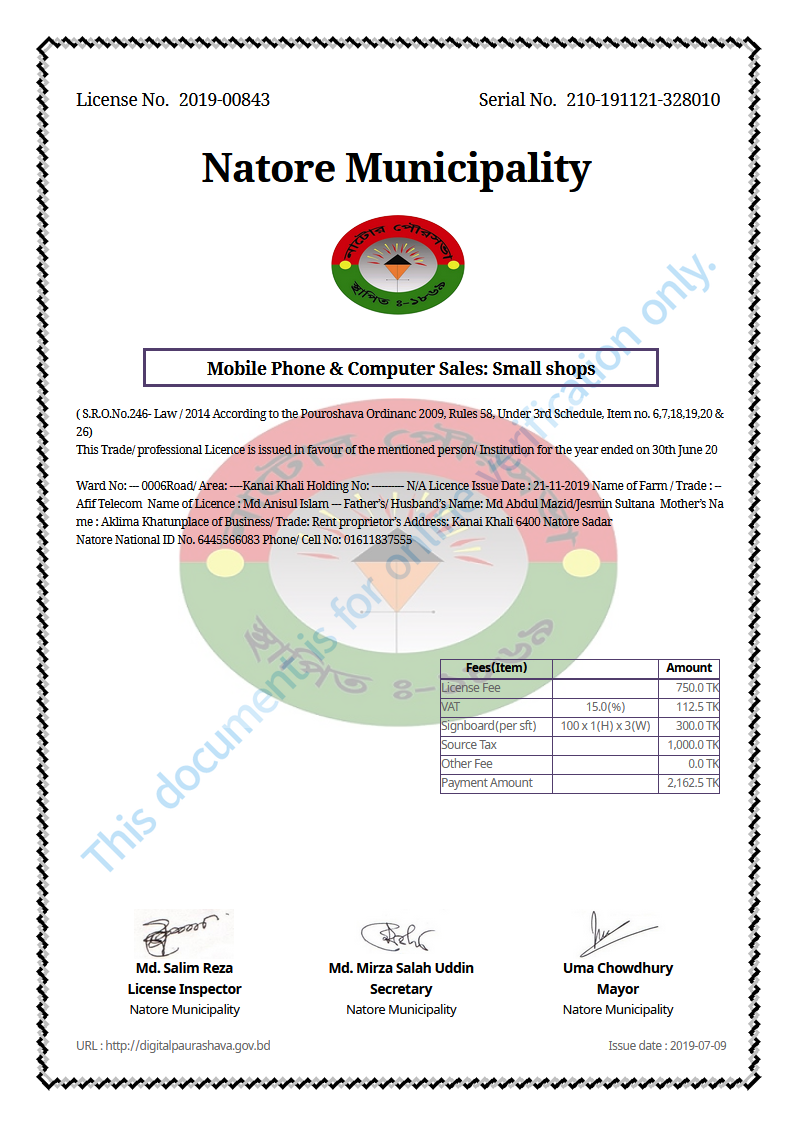 License No. 2019-00843
Serial No. 210-191121-328010
Natore Municipality
নাটোর পৌরসভা
স্থাপিত ঃ-১৮৬৯
Mobile Phone & Computer Sales: Small shops
( S.R.O.No.246- Law / 2014 According to the Pouroshava Ordinanc 2009, Rules 58, Under 3rd Schedule, Item no. 6,7,18,19,20 &
26)
This Trade/ professional Licence is issued in favour of the mentioned person/ Institution for the year ended on 30th June 20
Ward No: --- 0006Road/ Area: ----Kanai Khali Holding No: --------- N/A Licence Issue Date : 21-11-2019 Name of Farm / Trade : --
Afif Telecom Name of Licence : Md Anisul Islam --- Father's/ Husband's Name: Md Abdul Mazid/Jesmin Sultana Mother's Na
me : Aklima Khatunplace of Business/ Trade: Rent proprietor's Address: Kanai Khali 6400 Natore Sadar
Natore National ID No. 6445566083 Phone/ Cell No: 01611837555
নাটোর পৌরসভা
স্থাপিত ঃ-১৮৬৯
This document is for online verification only.
Fees(Item) Amount
License Fee 750.0 TK
VAT 15.0(%) 112.5 TK
Signboard(per sft) 100 x 1(H) x 3(W) 300.0 TK
Source Tax 1,000.0 TK
Other Fee 0.0 TK
Payment Amount 2,162.5 TK
Md. Salim Reza
License Inspector
Natore Municipality
Md. Mirza Salah Uddin
Secretary
Natore Municipality
Uma Chowdhury
Mayor
Natore Municipality
URL : http://digitalpaurashava.gov.bd
Issue date : 2019-07-09